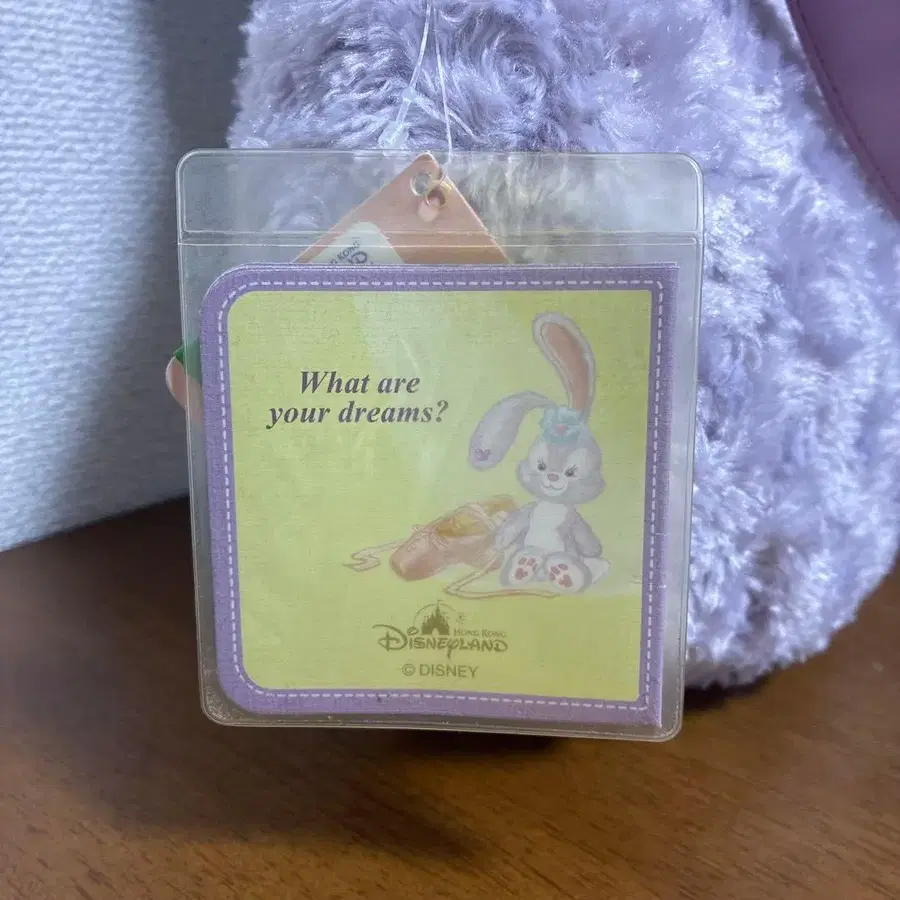 What are
your dreams?
HONG KONG
DISNEYLAND
© DISNEY